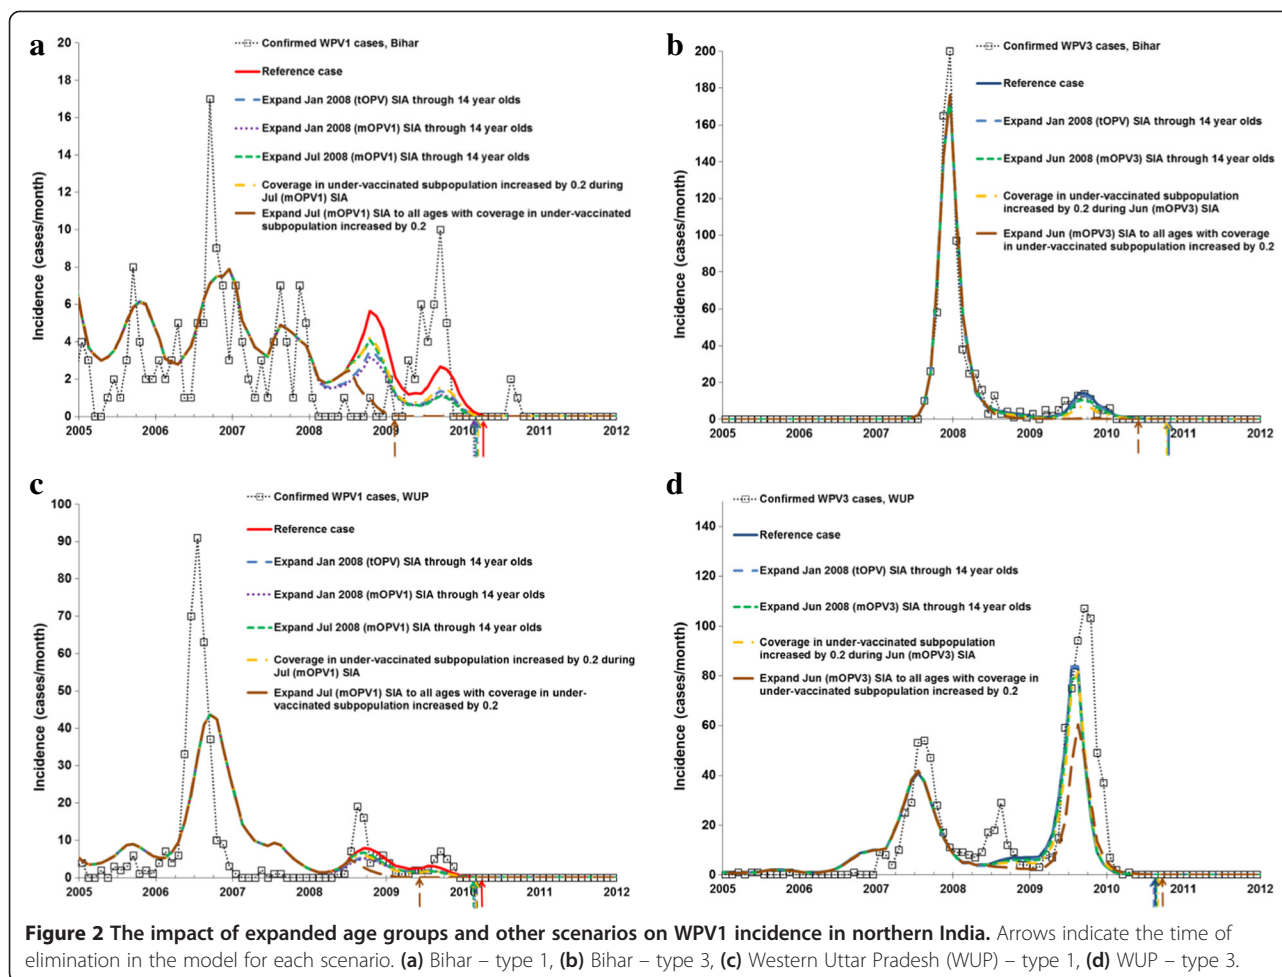 a
Incidence (cases/month)
20
18
16
14
12
10
8
6
4
2
0
2005 2006 2007 2008 2009 2010 2011 2012
Confirmed WPV1 cases, Bihar
Reference case
Expand Jan 2008 (tOPV) SIA through 14 year olds
Expand Jan 2008 (mOPV1) SIA through 14 year olds
Expand Jul 2008 (mOPV1) SIA through 14 year olds
Coverage in under-vaccinated subpopulation increased by 0.2 during
Jul (mOPV1) SIA
Expand Jul (mOPV1) SIA to all ages with coverage in under-vaccinated
subpopulation increased by 0.2
b
Incidence (cases/month)
200
180
160
140
120
100
80
60
40
20
0
2005 2006 2007 2008 2009 2010 2011 2012
Confirmed WPV3 cases, Bihar
Reference case
Expand Jan 2008 (tOPV) SIA through 14 year olds
Expand Jun 2008 (mOPV3) SIA through 14 year olds
Coverage in under-vaccinated subpopulation
increased by 0.2 during Jun (mOPV3) SIA
Expand Jun (mOPV3) SIA to all ages with coverage
in under-vaccinated subpopulation increased by 0.2
c
Incidence (cases/month)
100
90
80
70
60
50
40
30
20
10
0
2005 2006 2007 2008 2009 2010 2011 2012
Confirmed WPV1 cases, WUP
Reference case
Expand Jan 2008 (tOPV) SIA through 14 year olds
Expand Jan 2008 (mOPV1) SIA through 14 year olds
Expand Jul 2008 (mOPV1) SIA through 14 year olds
Coverage in under-vaccinated subpopulation increased by 0.2 during
Jul (mOPV1) SIA
Expand Jul (mOPV1) SIA to all ages with coverage in under-
vaccinated subpopulation increased by 0.2
d
Incidence (cases/month)
140
120
100
80
60
40
20
0
2005 2006 2007 2008 2009 2010 2011 2012
Confirmed WPV3 cases, WUP
Reference case
Expand Jan 2008 (tOPV) SIA through 14 year olds
Expand Jun 2008 (mOPV3) SIA through 14 year olds
Coverage in under-vaccinated subpopulation
increased by 0.2 during Jun (mOPV3) SIA
Expand Jun (mOPV3) SIA to all ages with coverage in
under-vaccinated subpopulation increased by 0.2
Figure 2 The impact of expanded age groups and other scenarios on WPV1 incidence in northern India. Arrows indicate the time of
elimination in the model for each scenario. (a) Bihar – type 1, (b) Bihar – type 3, (c) Western Uttar Pradesh (WUP) – type 1, (d) WUP – type 3.